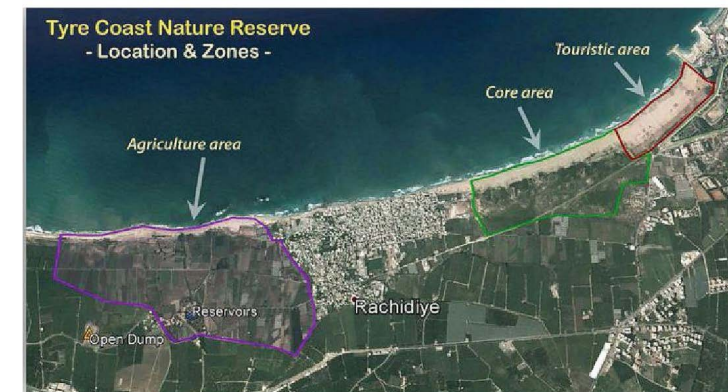 Tyre Coast Nature Reserve
- Location & Zones -
Touristic area
Core area
Agriculture area
Reservoirs
Rachidiye
Open Dump